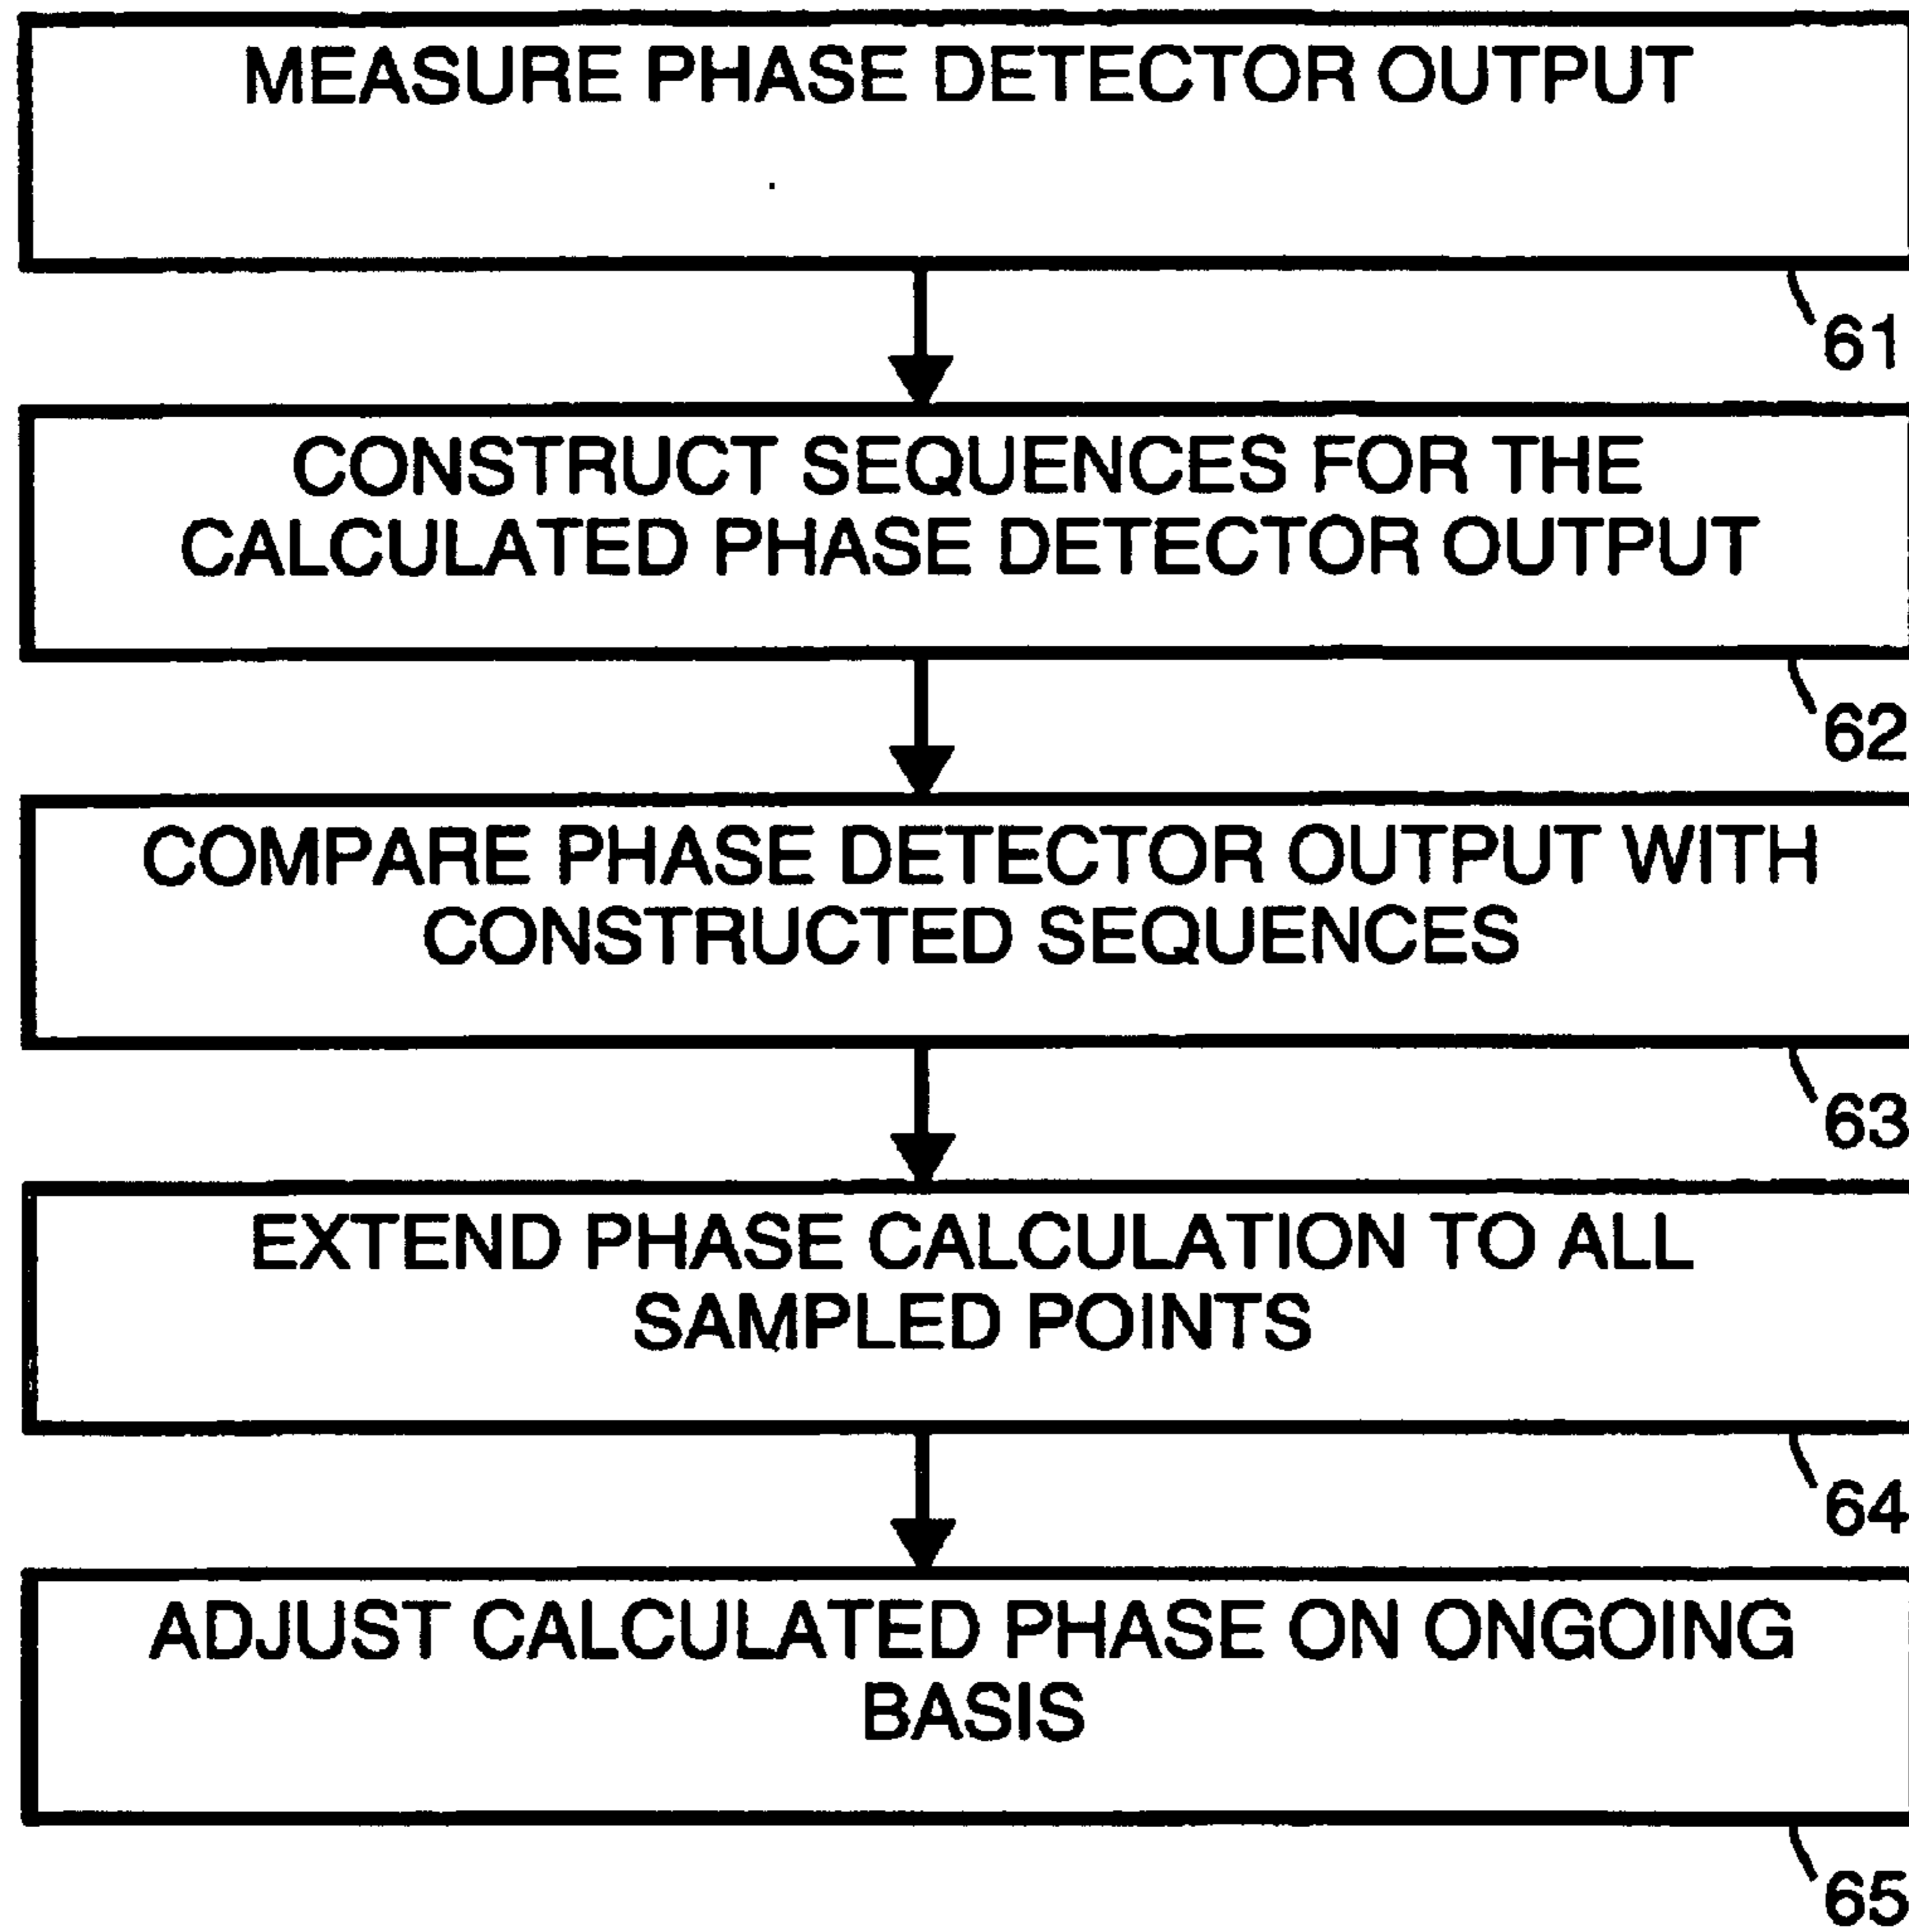 MEASURE PHASE DETECTOR OUTPUT
61
CONSTRUCT SEQUENCES FOR THE
CALCULATED PHASE DETECTOR OUTPUT
62
COMPARE PHASE DETECTOR OUTPUT WITH
CONSTRUCTED SEQUENCES
63
EXTEND PHASE CALCULATION TO ALL
SAMPLED POINTS
64
ADJUST CALCULATED PHASE ON ONGOING
BASIS
65